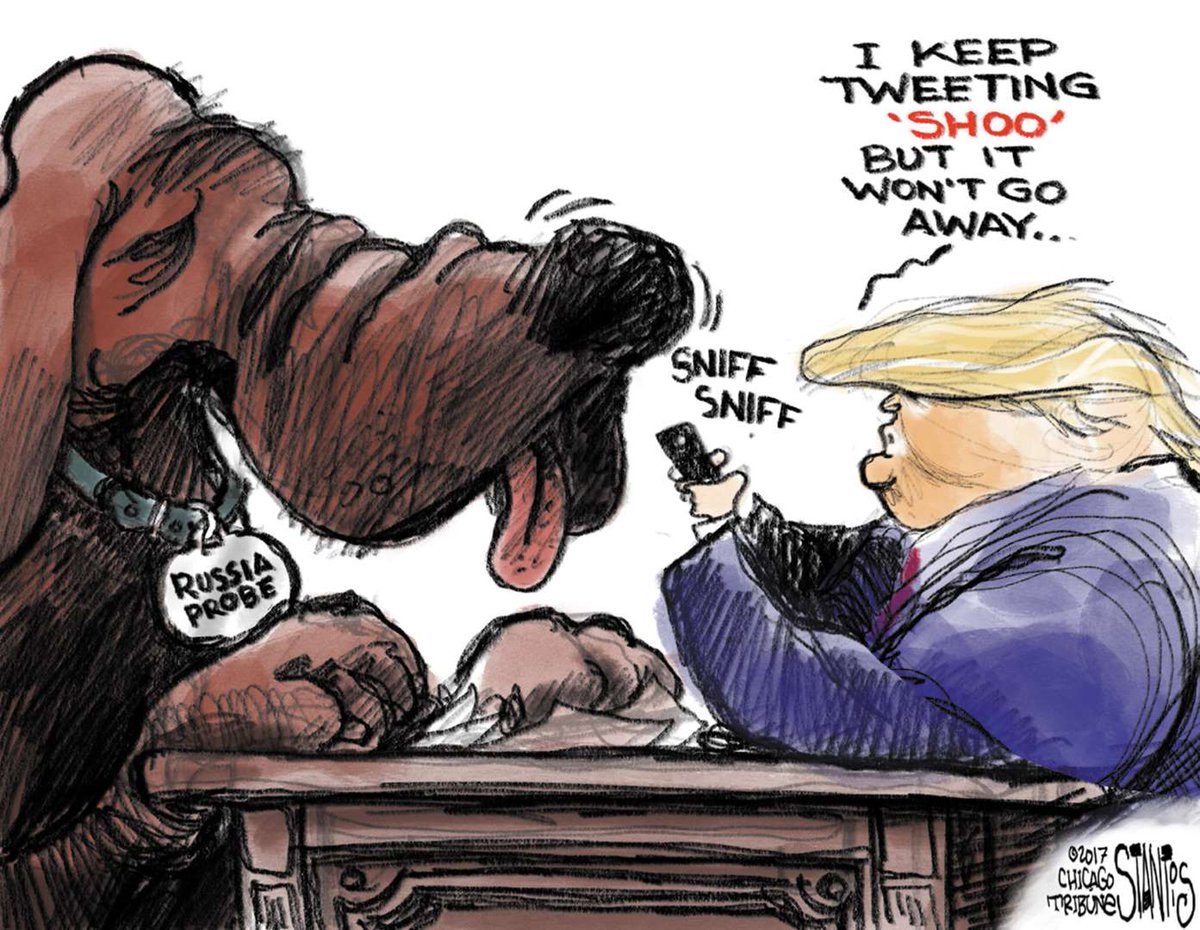 I KEEP
TWEETING
'SHOO'
BUT IT
WON'T GO
AWAY...
SNIFF
SNIFF
RUSSIA
PROBE
©2017
CHICAGO
TRIBUNE
STANTIS